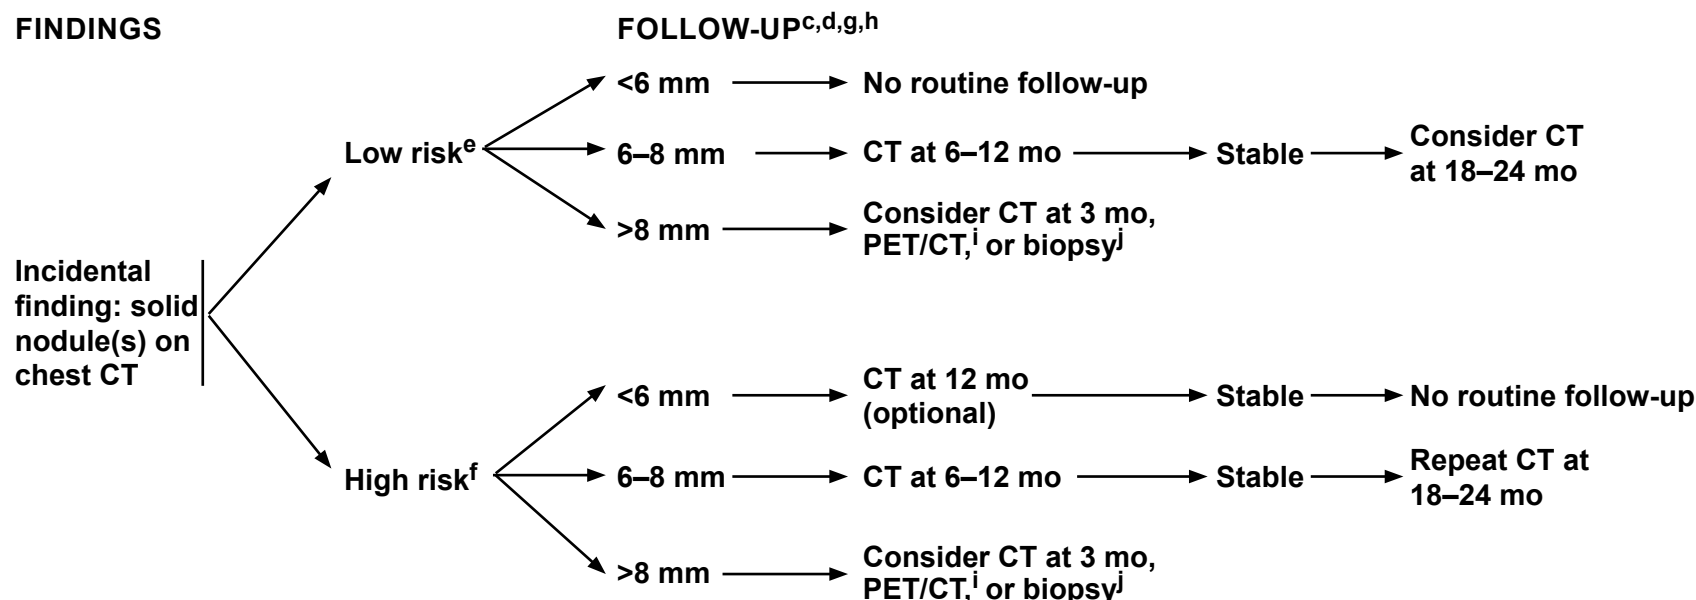 FINDINGS
FOLLOW-UPc,d,g,h
<6 mm
No routine follow-up
Low riske
6–8 mm
CT at 6–12 mo
Stable
Consider CT
at 18–24 mo
>8 mm
Consider CT at 3 mo,
PET/CT,i or biopsyj
Incidental
finding: solid
nodule(s) on
chest CT
<6 mm
CT at 12 mo
(optional)
Stable
No routine follow-up
High riskf
6–8 mm
CT at 6–12 mo
Stable
Repeat CT at
18–24 mo
>8 mm
Consider CT at 3 mo,
PET/CT,i or biopsyj